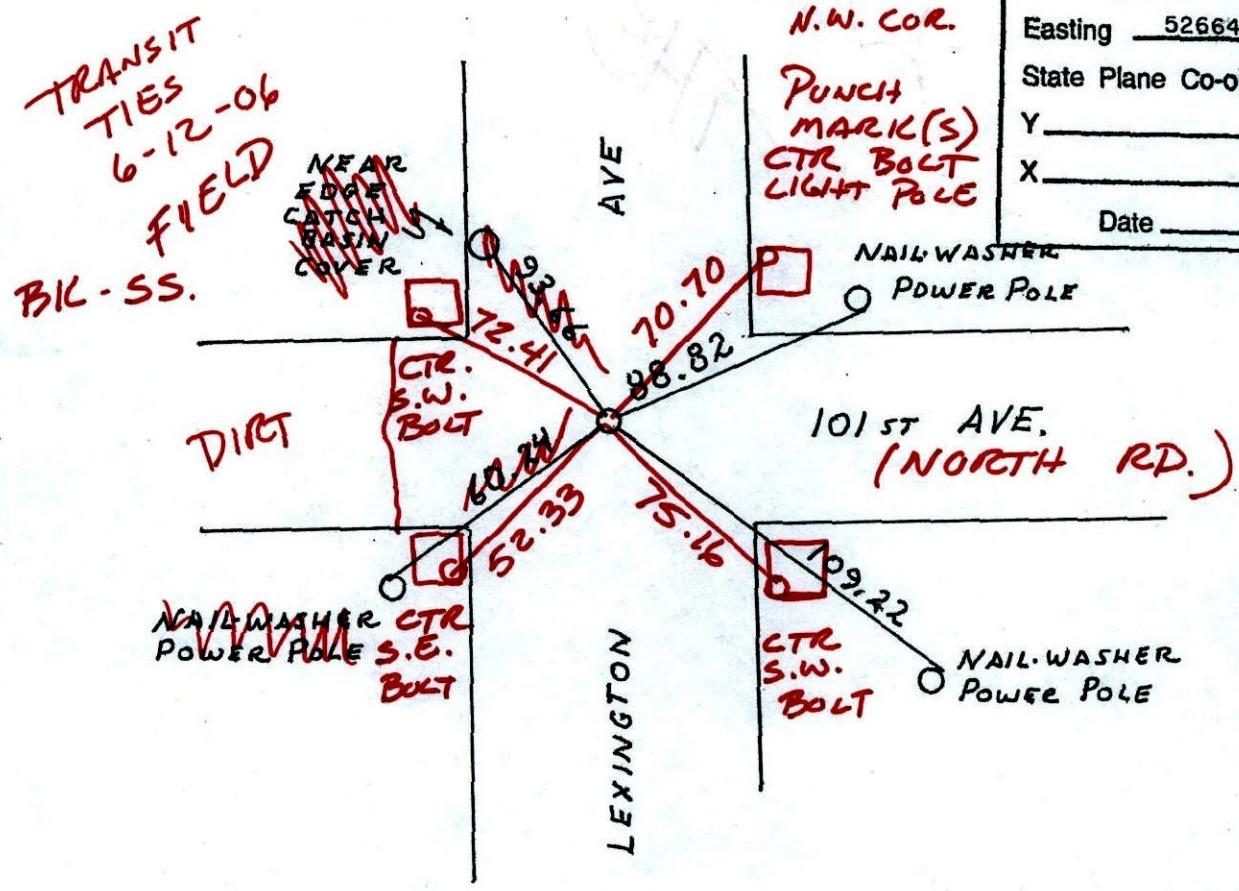 TRANSIT
TIES
6-12-06
FIELD
BK-SS.
NEAR
EDGE
CATCH
BASIN
COVER
N.W. COR.
PUNCH
MARK(S)
CTR BOLT
LIGHT POLE
Easting 52664
State Plane Co-o
Y
X
Date
AVE
NAIL-WASHER
POWER POLE
72.41
70.70
88.82
CTR.
S.W.
BOLT
DIRT
101 ST AVE.
(NORTH RD.)
52.33
75.16
109.22
NAIL-WASHER
POWER POLE
CTR
S.E.
BOLT
LEXINGTON
CTR
S.W.
BOLT
NAIL-WASHER
POWER POLE